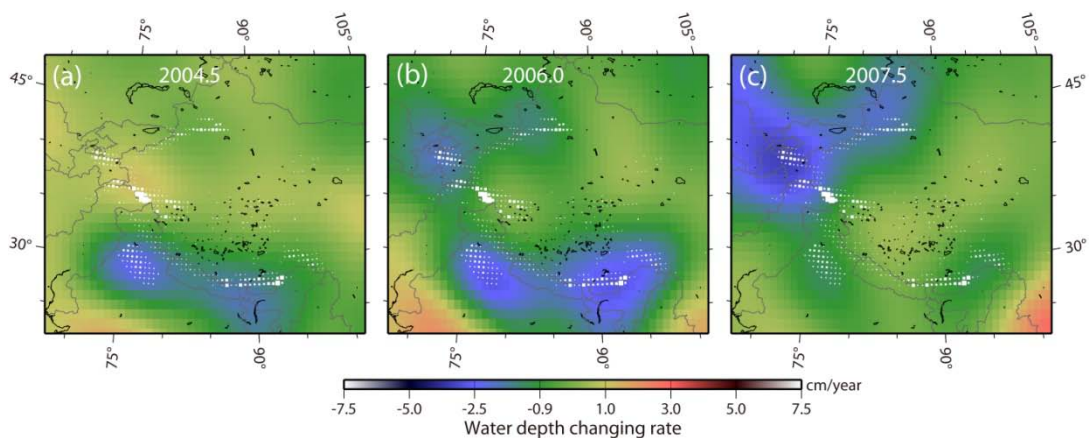 75° 90° 105° 75° 90° 105° 75° 90° 105°
(a) 2004.5 (b) 2006.0 (c) 2007.5
45° 45°
30° 30°
75° 90° 75° 90° 75° 90°
cm/year
-7.5 -5.0 -2.5 -0.9 1.0 3.0 5.0 7.5
Water depth changing rate